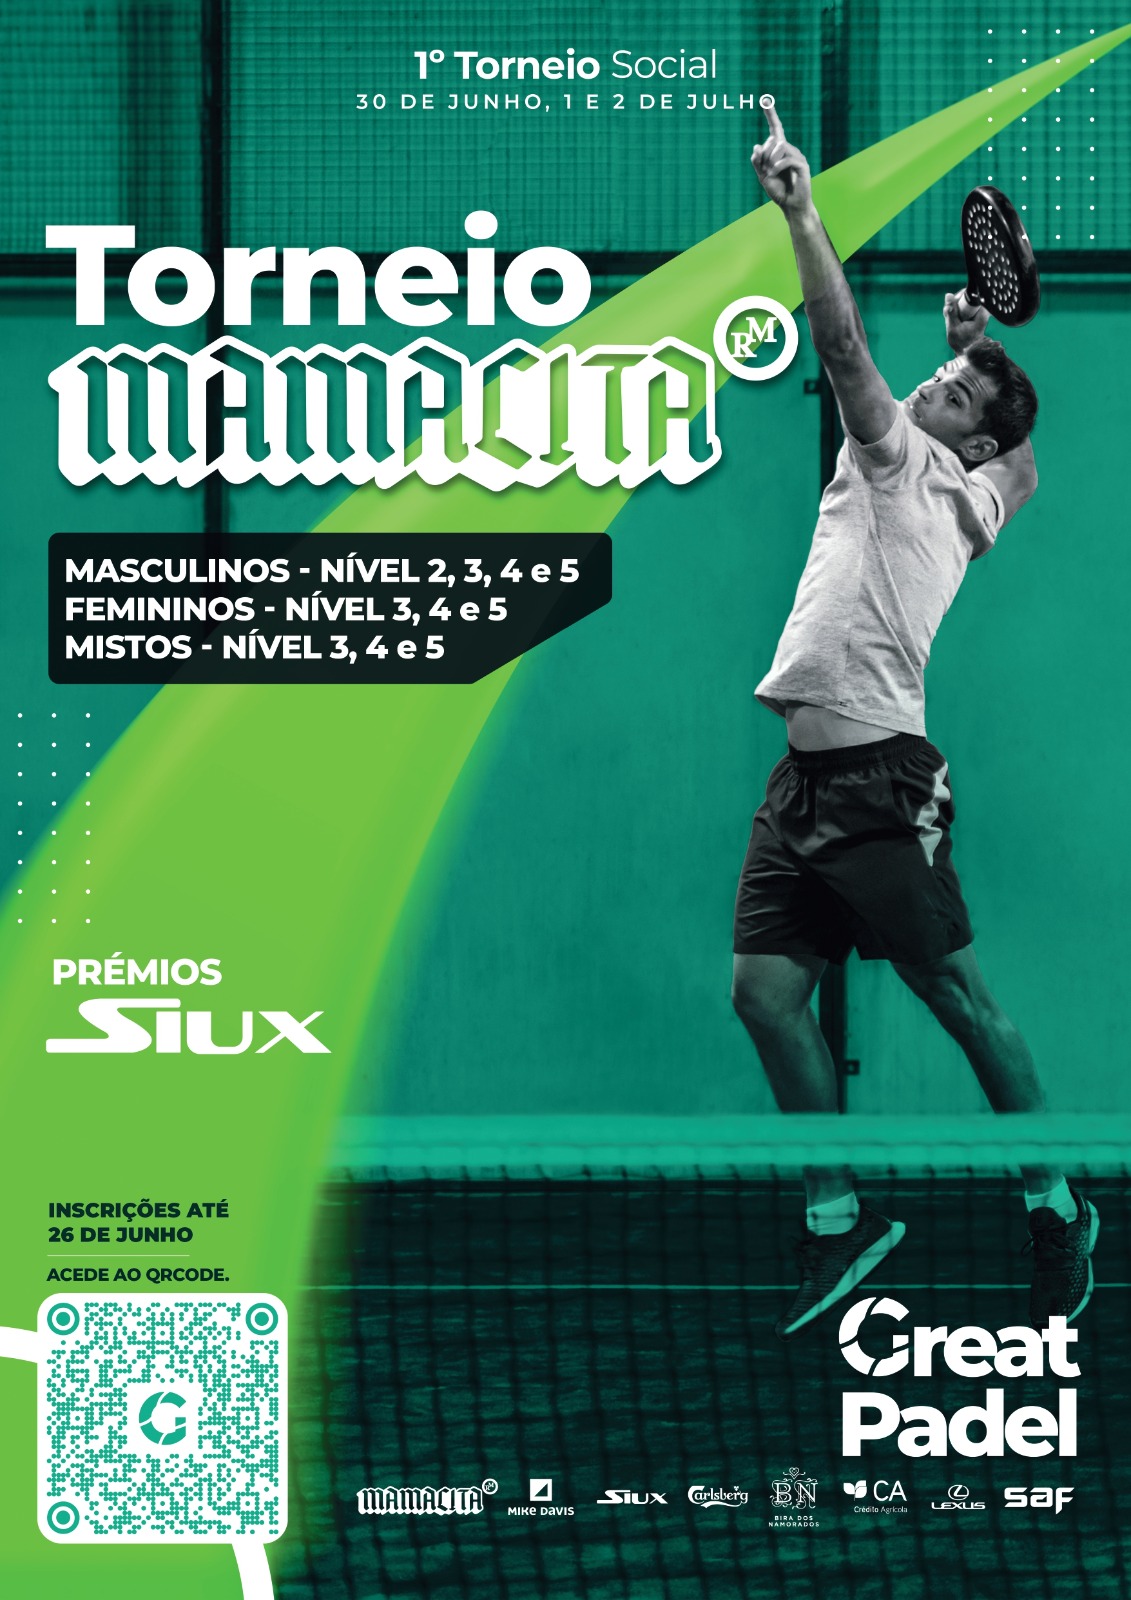 1º Torneio Social
30 DE JUNHO, 1 E 2 DE JULHO
Torneio
MAMACITA
RM
MASCULINOS - NÍVEL 2, 3, 4 e 5
FEMININOS - NÍVEL 3, 4 e 5
MISTOS - NÍVEL 3, 4 e 5
PRÉMIOS
SIUX
INSCRIÇÕES ATÉ
26 DE JUNHO
ACEDE AO QRCODE.
G
Great
Padel
MAMACITA RM
MIKE DAVIS
SIUX
Carlsberg
BN
BIRA DOS
NAMORADOS
CA
Crédito Agrícola
LEXUS
saf